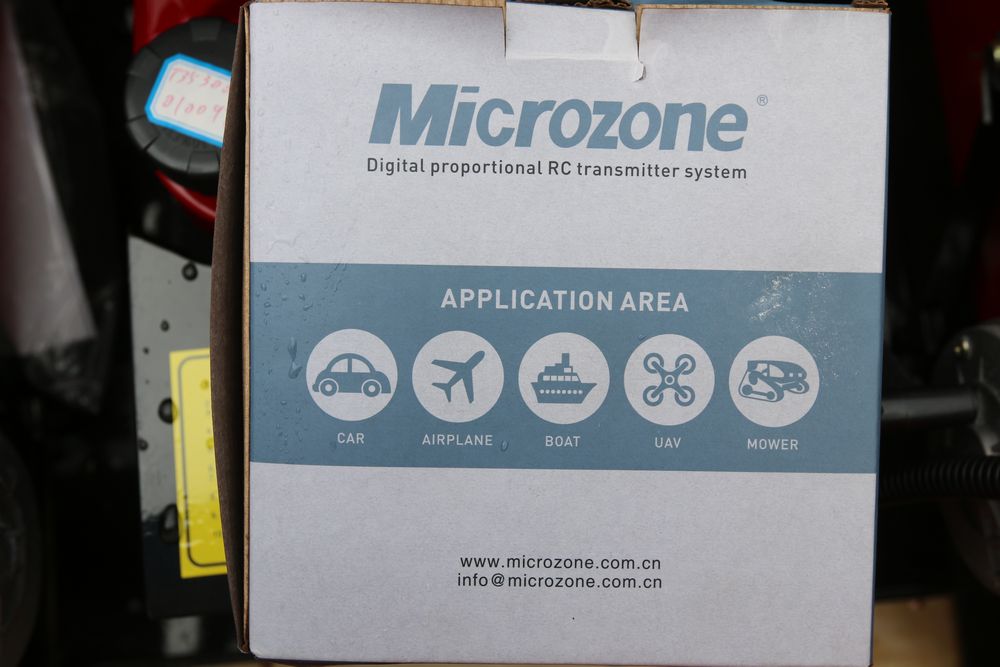 Microzone®
Digital proportional RC transmitter system
APPLICATION AREA
CAR AIRPLANE BOAT UAV MOWER
www.microzone.com.cn
info@microzone.com.cn
01009